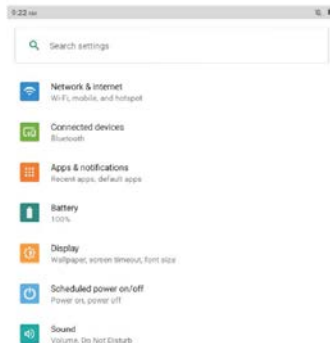 9:22 AM
Search settings
Network & internet
Wi-Fi, mobile, and hotspot
Connected devices
Bluetooth
Apps & notifications
Recent apps, default apps
Battery
100%
Display
Wallpaper, screen timeout, font size
Scheduled power on/off
Power on, power off
Sound
Volume, Do Not Disturb